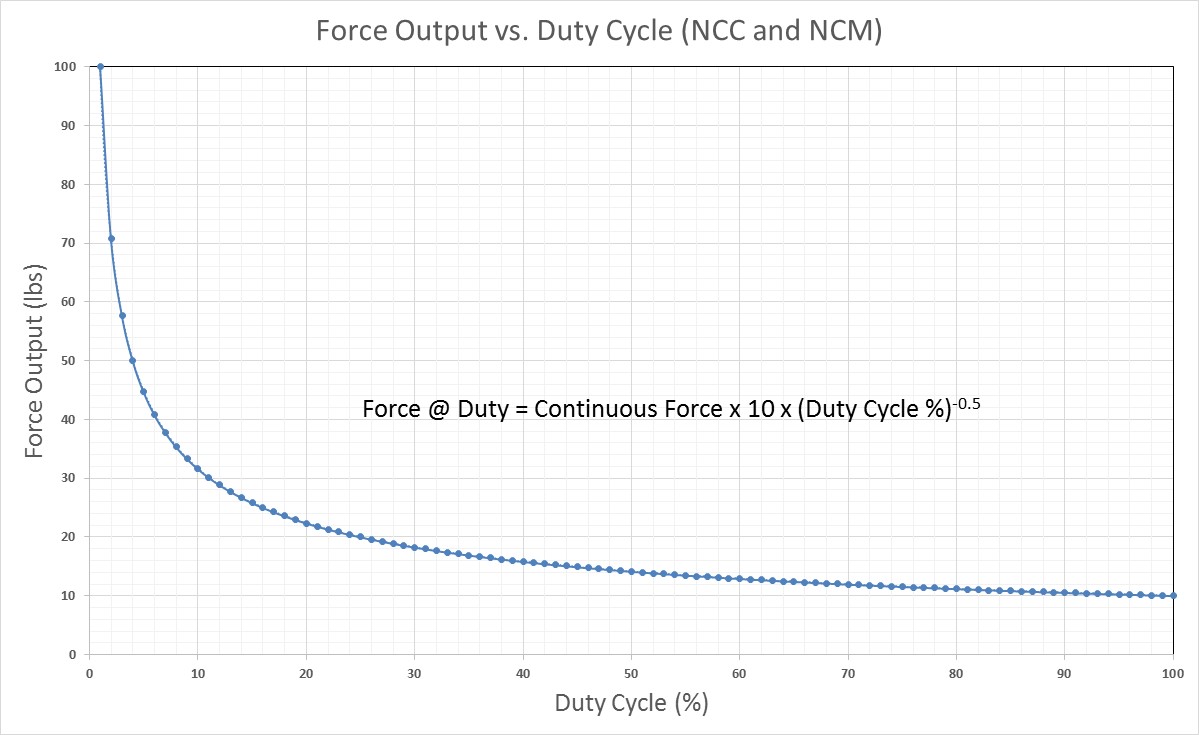 Force Output vs. Duty Cycle (NCC and NCM)
100
90
80
70
60
50
40
30
20
10
0
Force Output (lbs)
Force @ Duty = Continuous Force x 10 x (Duty Cycle %)-0.5
0 10 20 30 40 50 60 70 80 90 100
Duty Cycle (%)